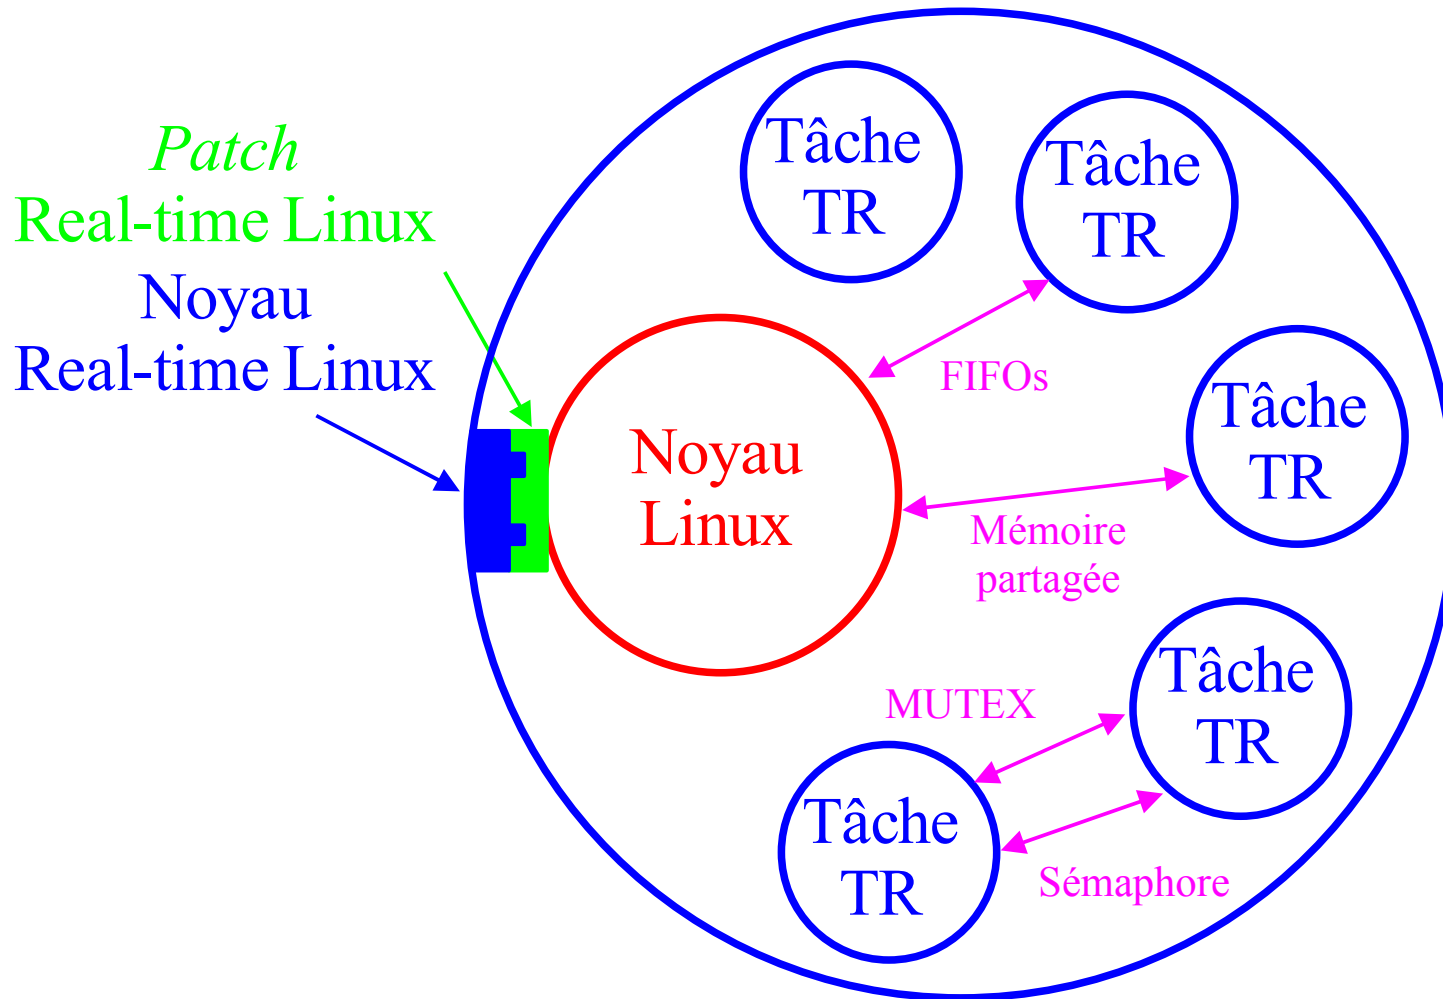 Patch
Real-time Linux
Noyau
Real-time Linux
Tâche
TR
Tâche
TR
FIFOs
Tâche
TR
Noyau
Linux
Mémoire
partagée
Tâche
TR
MUTEX
Tâche
TR
Sémaphore